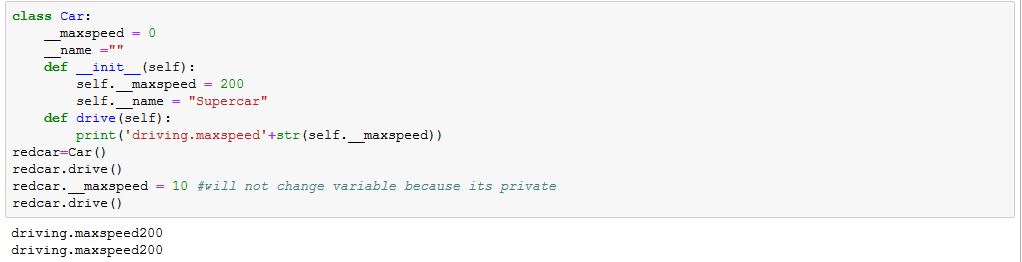 class Car:
    __maxspeed = 0
    __name =""
    def __init__(self):
        self.__maxspeed = 200
        self.__name = "Supercar"
    def drive(self):
        print('driving.maxspeed'+str(self.__maxspeed))
redcar=Car()
redcar.drive()
redcar.__maxspeed = 10 #will not change variable because its private
redcar.drive()
driving.maxspeed200
driving.maxspeed200